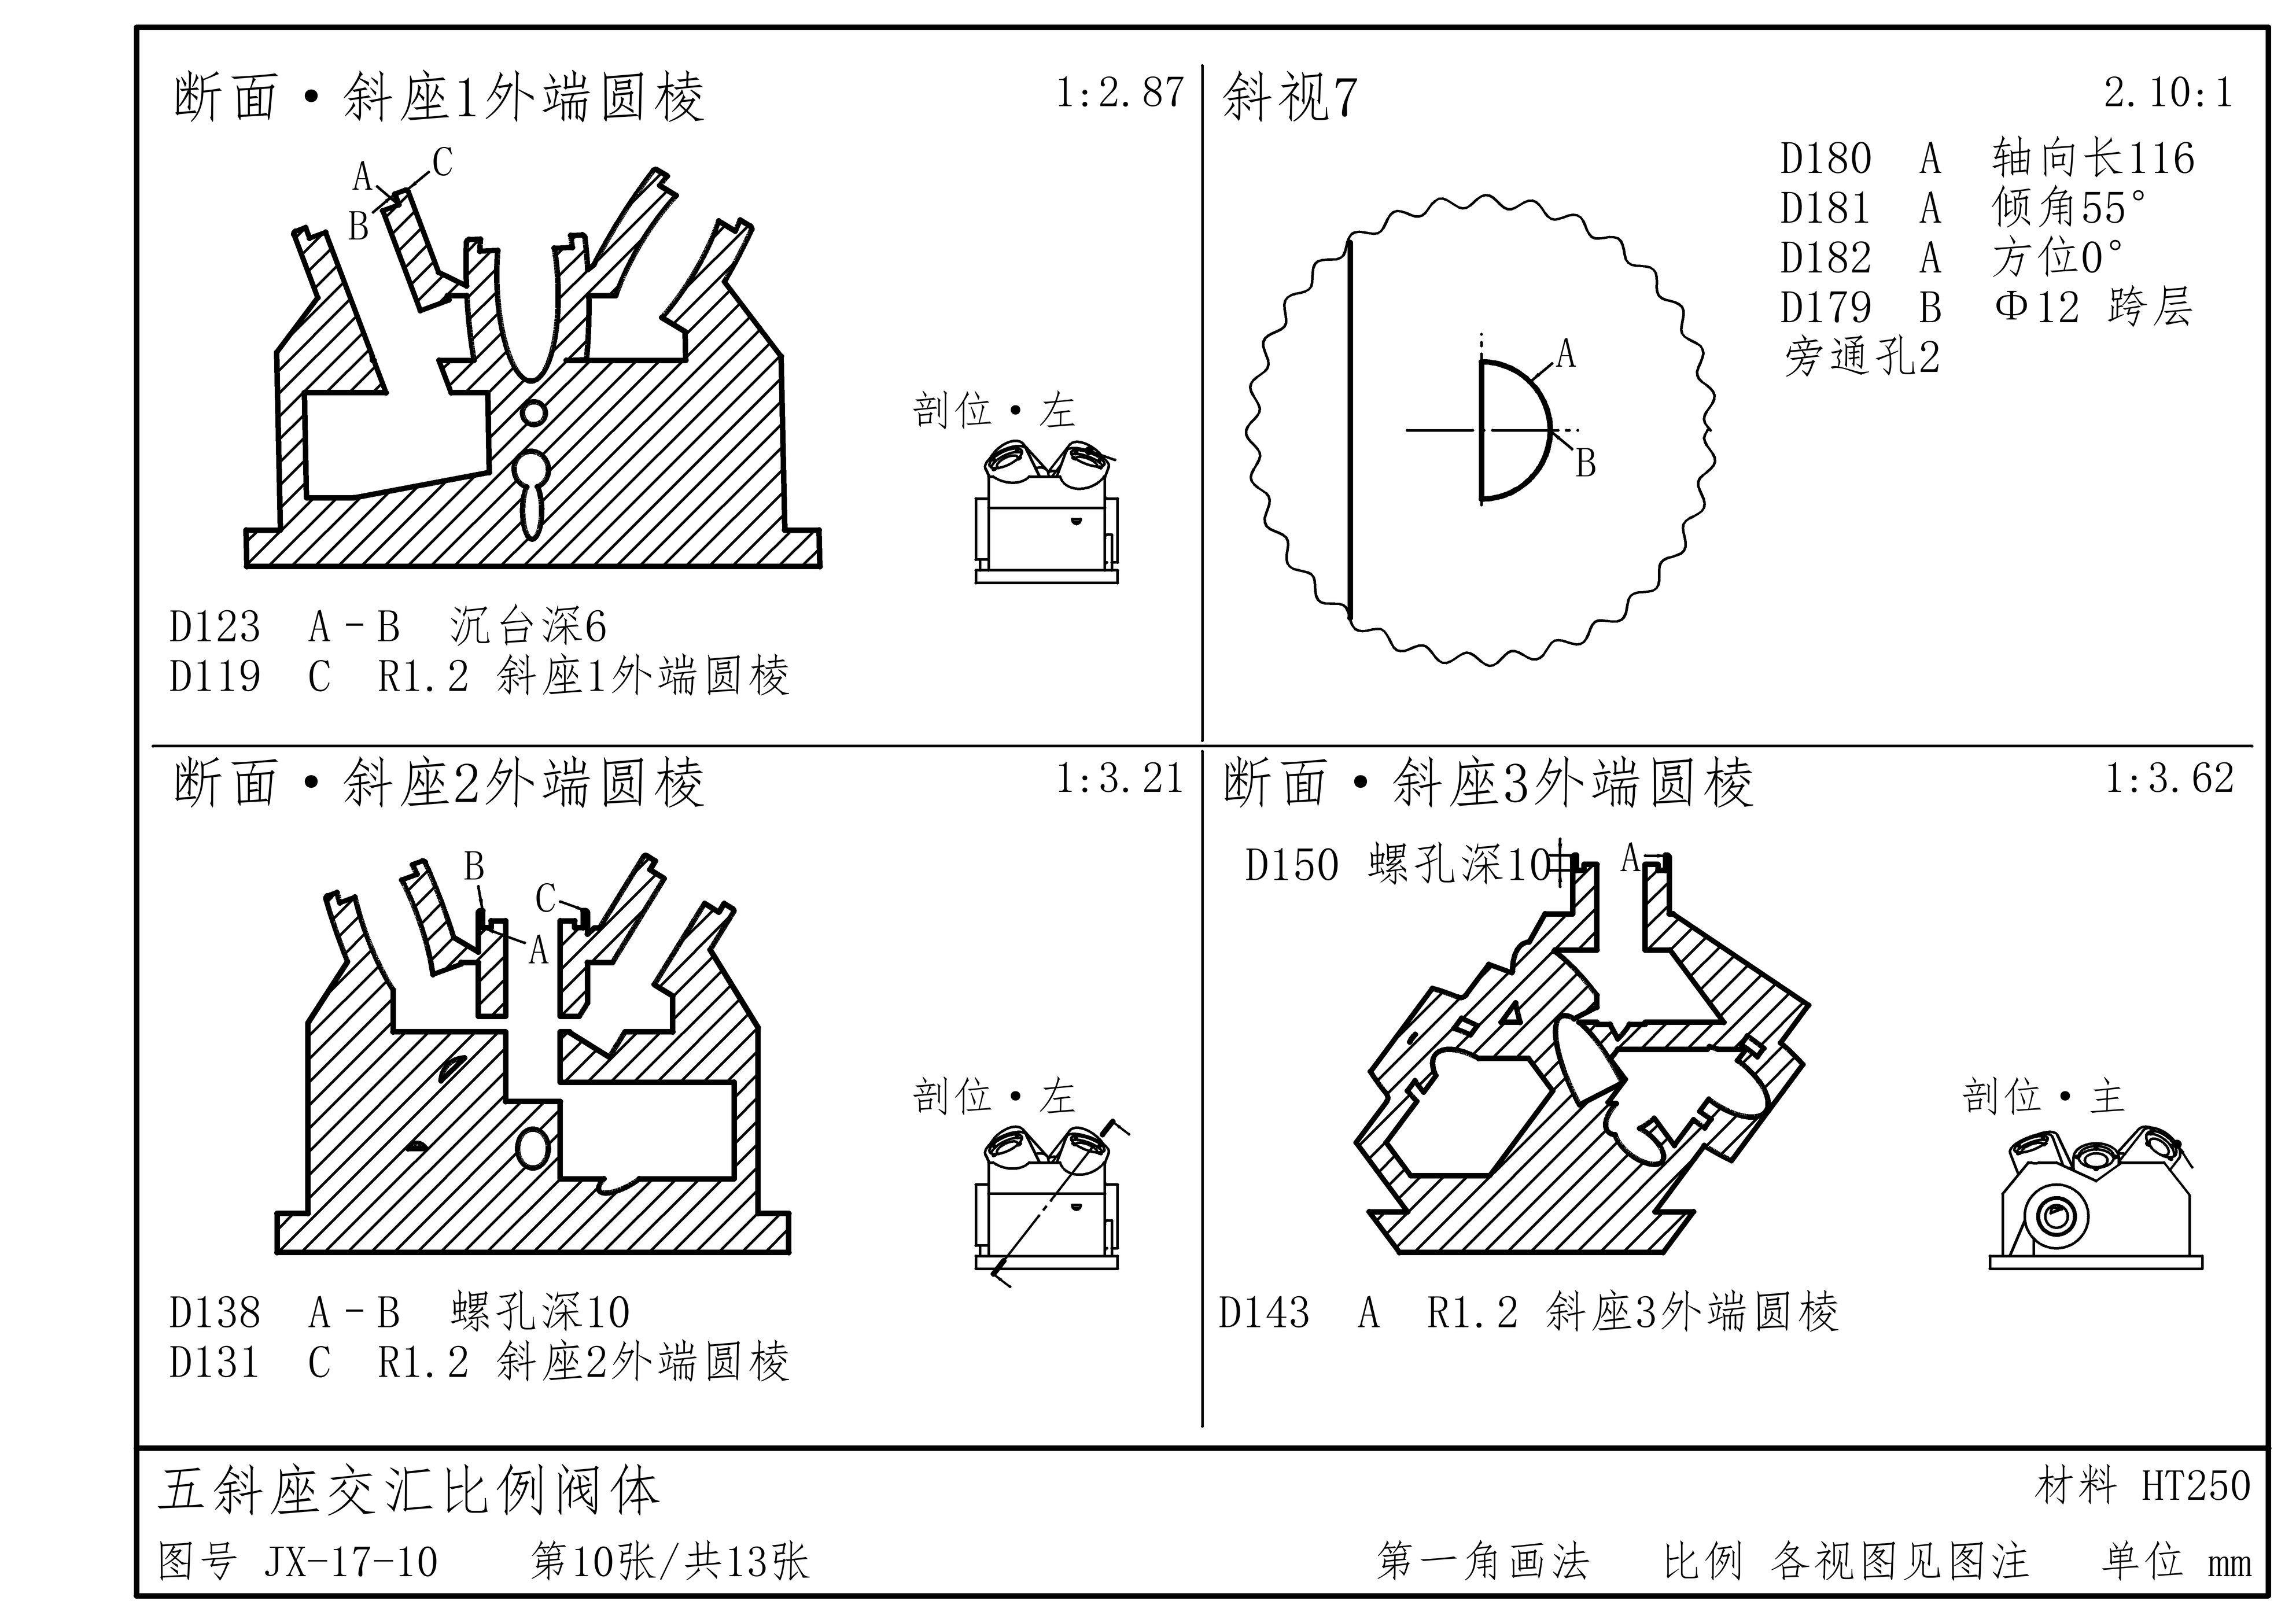 断面·斜座1外端圆棱 1:2.87
A
C
B
剖位·左
D123 A-B 沉台深6
D119 C R1.2 斜座1外端圆棱
斜视7 2.10:1
D180 A 轴向长116
D181 A 倾角55°
D182 A 方位0°
D179 B Φ12 跨层
旁通孔2
A
B
断面·斜座2外端圆棱 1:3.21
B
C
A
剖位·左
D138 A-B 螺孔深10
D131 C R1.2 斜座2外端圆棱
断面·斜座3外端圆棱 1:3.62
D150 螺孔深10 A
剖位·主
D143 A R1.2 斜座3外端圆棱
五斜座交汇比例阀体 材料 HT250
图号 JX-17-10 第10张/共13张 第一角画法 比例 各视图见图注 单位 mm